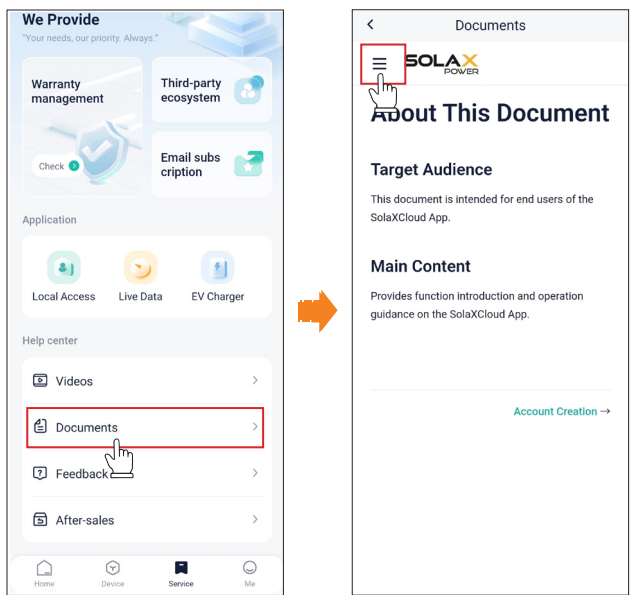 We Provide
"Your needs, our priority. Always."
Warranty
management
Check
Third-party
ecosystem
Email subs
cription
Application
Local Access
Live Data
EV Charger
Help center
Videos
Documents
Feedback
After-sales
Home
Device
Service
Me
Documents
SOLAX
POWER
About This Document
Target Audience
This document is intended for end users of the
SolaXCloud App.
Main Content
Provides function introduction and operation
guidance on the SolaXCloud App.
Account Creation →